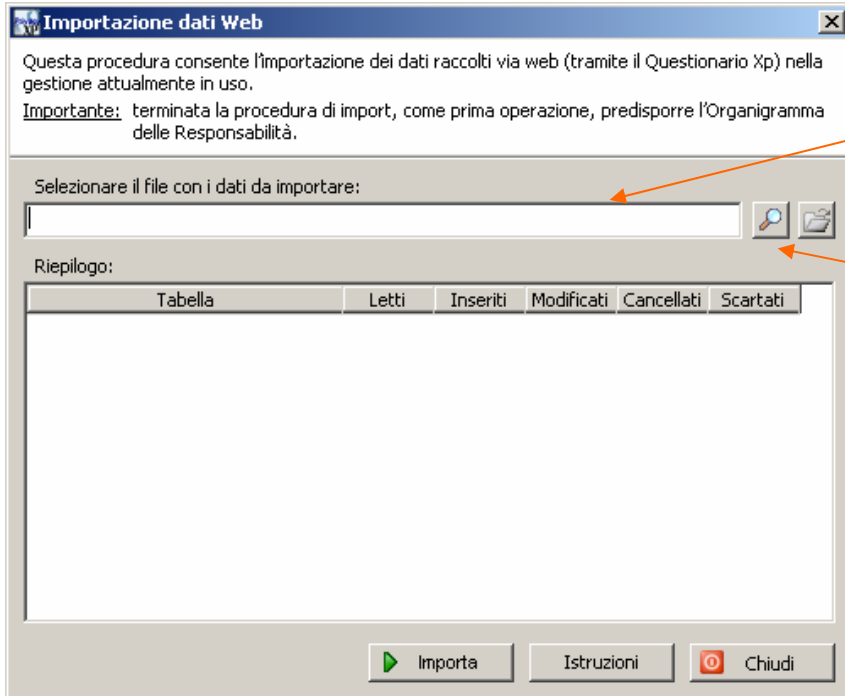 Importazione dati Web
Questa procedura consente l'importazione dei dati raccolti via web (tramite il Questionario Xp) nella
gestione attualmente in uso.
Importante: terminata la procedura di import, come prima operazione, predisporre l'Organigramma
delle Responsabilità.
Selezionare il file con i dati da importare:
Riepilogo:
Tabella Letti Inseriti Modificati Cancellati Scartati
Importa Istruzioni Chiudi